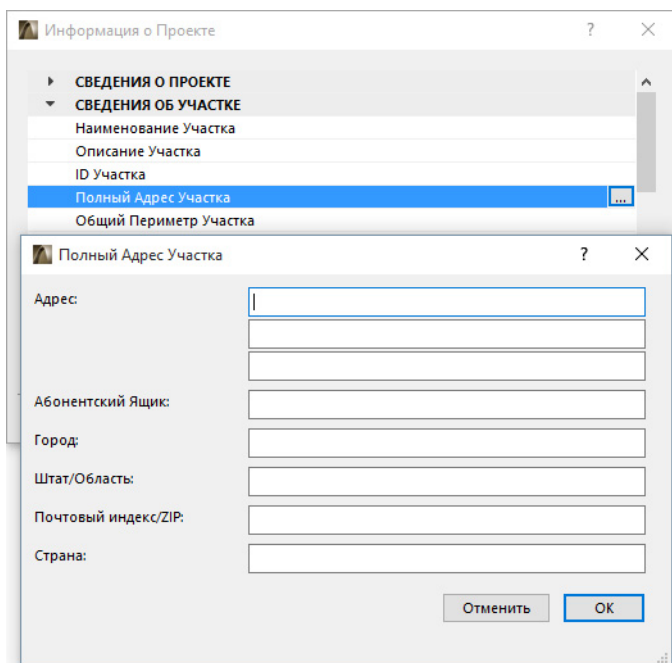 Информация о Проекте ?
СВЕДЕНИЯ О ПРОЕКТЕ
СВЕДЕНИЯ ОБ УЧАСТКЕ
Наименование Участка
Описание Участка
ID Участка
Полный Адрес Участка ...
Общий Периметр Участка
Полный Адрес Участка ?
Адрес:
Абонентский Ящик:
Город:
Штат/Область:
Почтовый индекс/ZIP:
Страна:
Отменить OK